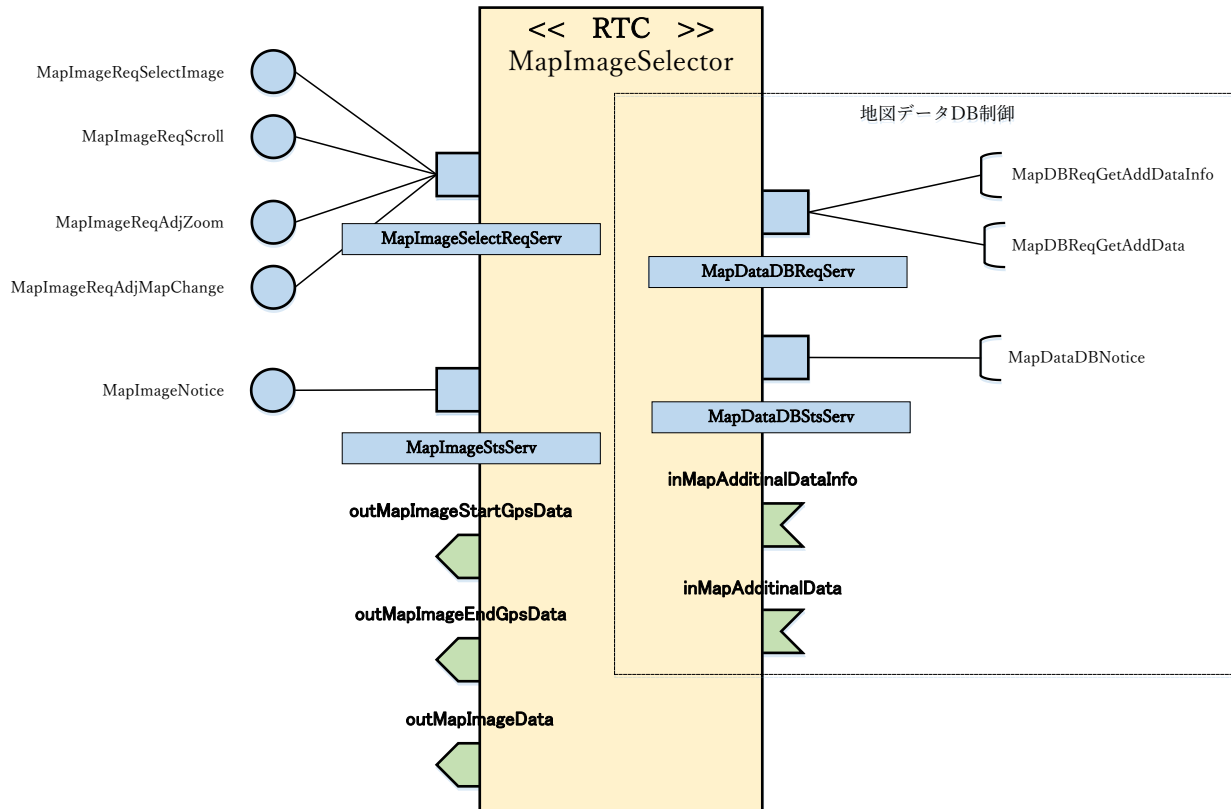 << RTC >>
MapImageSelector
MapImageReqSelectImage
MapImageReqScroll
MapImageReqAdjZoom
MapImageReqAdjMapChange
MapImageSelectReqServ
MapImageNotice
MapImageStsServ
outMapImageStartGpsData
outMapImageEndGpsData
outMapImageData
地図データDB制御
MapDBReqGetAddDataInfo
MapDBReqGetAddData
MapDataDBReqServ
MapDataDBNotice
MapDataDBStsServ
inMapAdditinalDataInfo
inMapAdditinalData